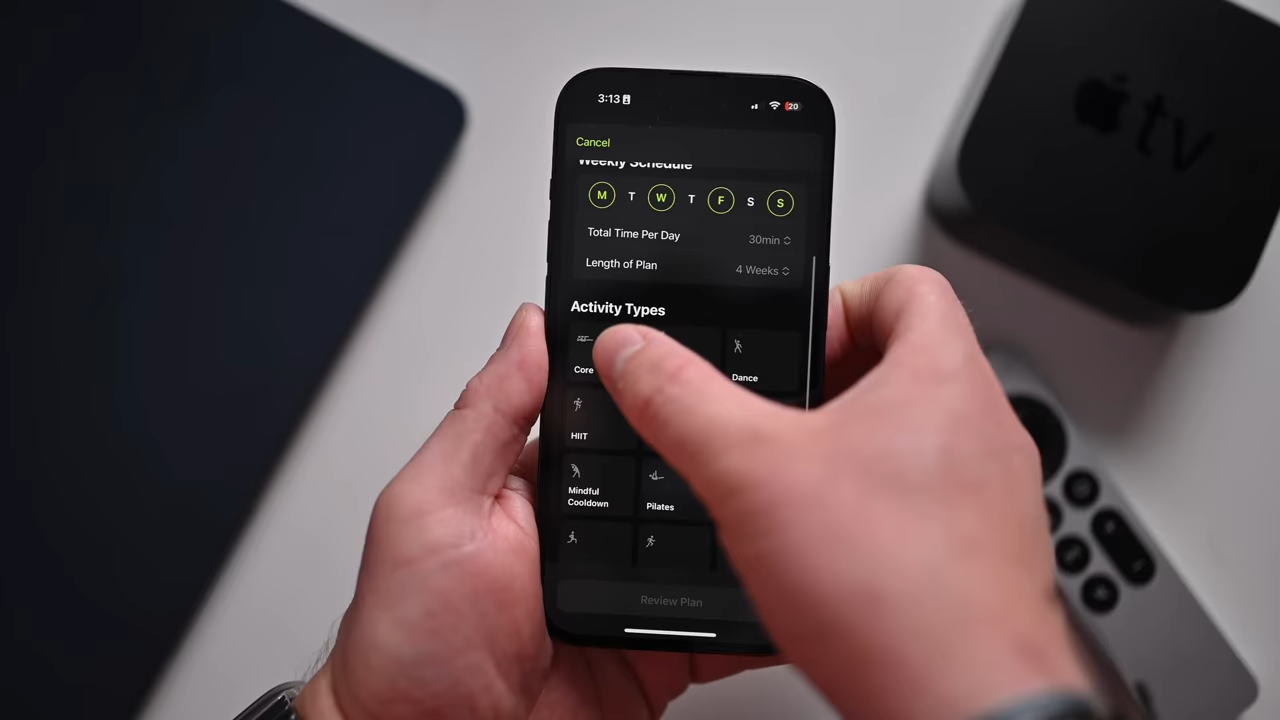 3:13
20
Cancel
Weekly Schedule
M T W T F S S
Total Time Per Day 30min
Length of Plan 4 Weeks
Activity Types
Core
Dance
HIIT
Mindful
Cooldown
Pilates
Review Plan
tv